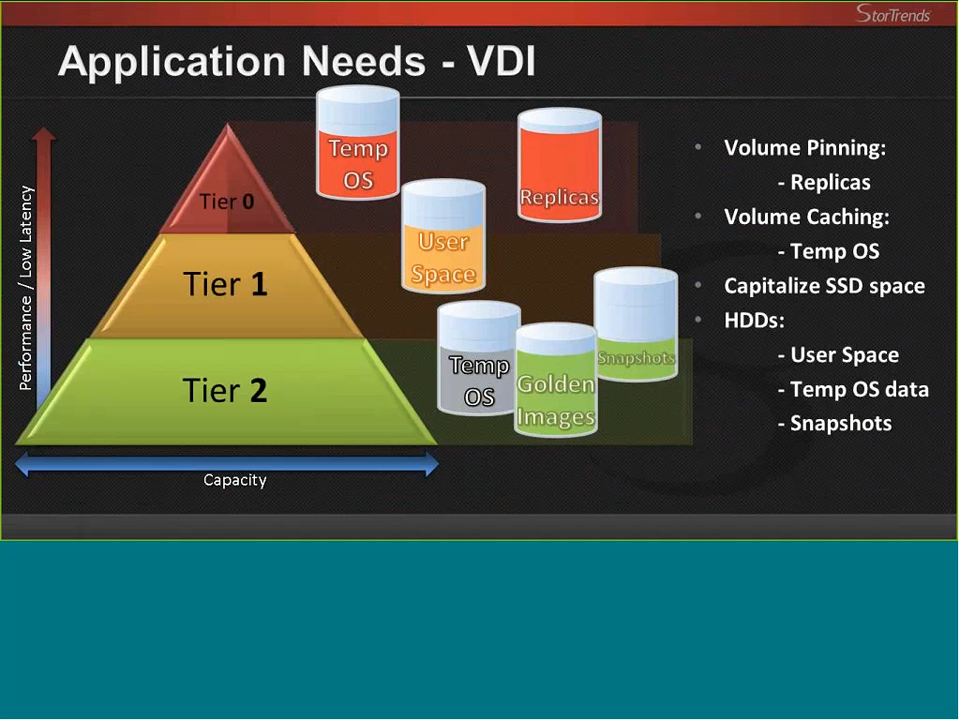 StorTrends
Application Needs - VDI
Performance / Low Latency
Tier 0
Tier 1
Tier 2
Capacity
Temp
OS
Replicas
User
Space
Temp
OS
Golden
Images
Snapshots
• Volume Pinning:
- Replicas
• Volume Caching:
- Temp OS
• Capitalize SSD space
• HDDs:
- User Space
- Temp OS data
- Snapshots